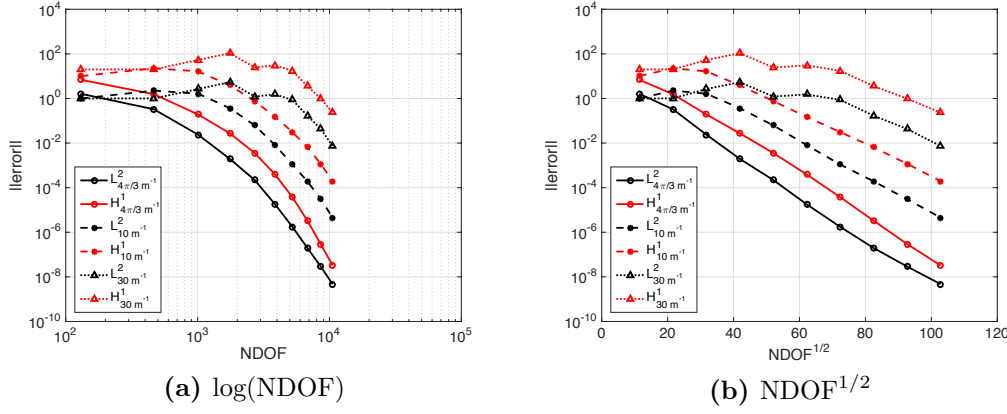 10^4
10^2
10^0
10^-2
10^-4
10^-6
10^-8
10^-10
||error||
L^2_{4π/3 m^-1}
H^1_{4π/3 m^-1}
L^2_{10 m^-1}
H^1_{10 m^-1}
L^2_{30 m^-1}
H^1_{30 m^-1}
10^2 10^3 10^4 10^5
NDOF
(a) log(NDOF)
10^4
10^2
10^0
10^-2
10^-4
10^-6
10^-8
10^-10
||error||
L^2_{4π/3 m^-1}
H^1_{4π/3 m^-1}
L^2_{10 m^-1}
H^1_{10 m^-1}
L^2_{30 m^-1}
H^1_{30 m^-1}
0 20 40 60 80 100 120
NDOF^1/2
(b) NDOF^1/2